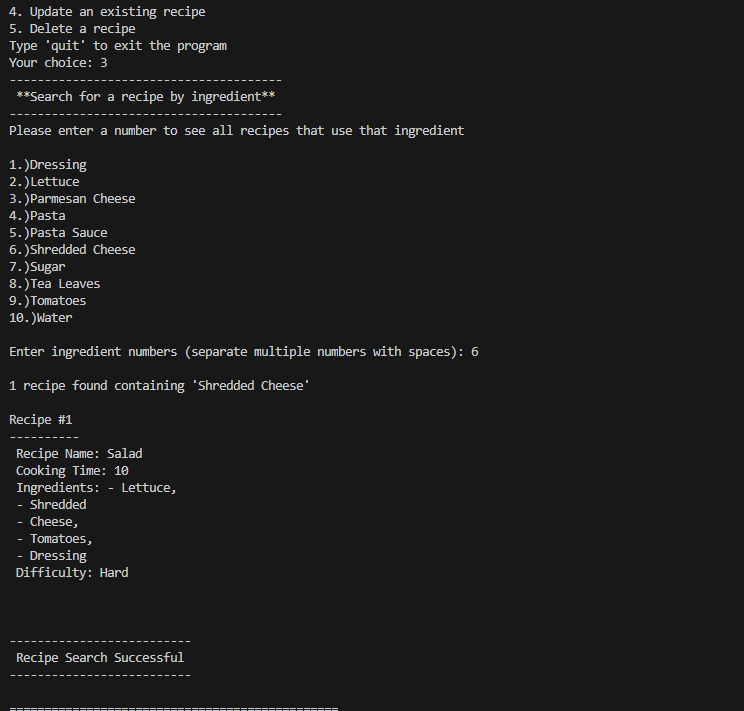 4. Update an existing recipe
5. Delete a recipe
Type 'quit' to exit the program
Your choice: 3
---------------------------------------
 **Search for a recipe by ingredient**
---------------------------------------
Please enter a number to see all recipes that use that ingredient

1.)Dressing
2.)Lettuce
3.)Parmesan Cheese
4.)Pasta
5.)Pasta Sauce
6.)Shredded Cheese
7.)Sugar
8.)Tea Leaves
9.)Tomatoes
10.)Water

Enter ingredient numbers (separate multiple numbers with spaces): 6

1 recipe found containing 'Shredded Cheese'

Recipe #1
----------
 Recipe Name: Salad
 Cooking Time: 10
 Ingredients: - Lettuce,
 - Shredded
 - Cheese,
 - Tomatoes,
 - Dressing
 Difficulty: Hard

--------------------------
 Recipe Search Successful
--------------------------

===============================================